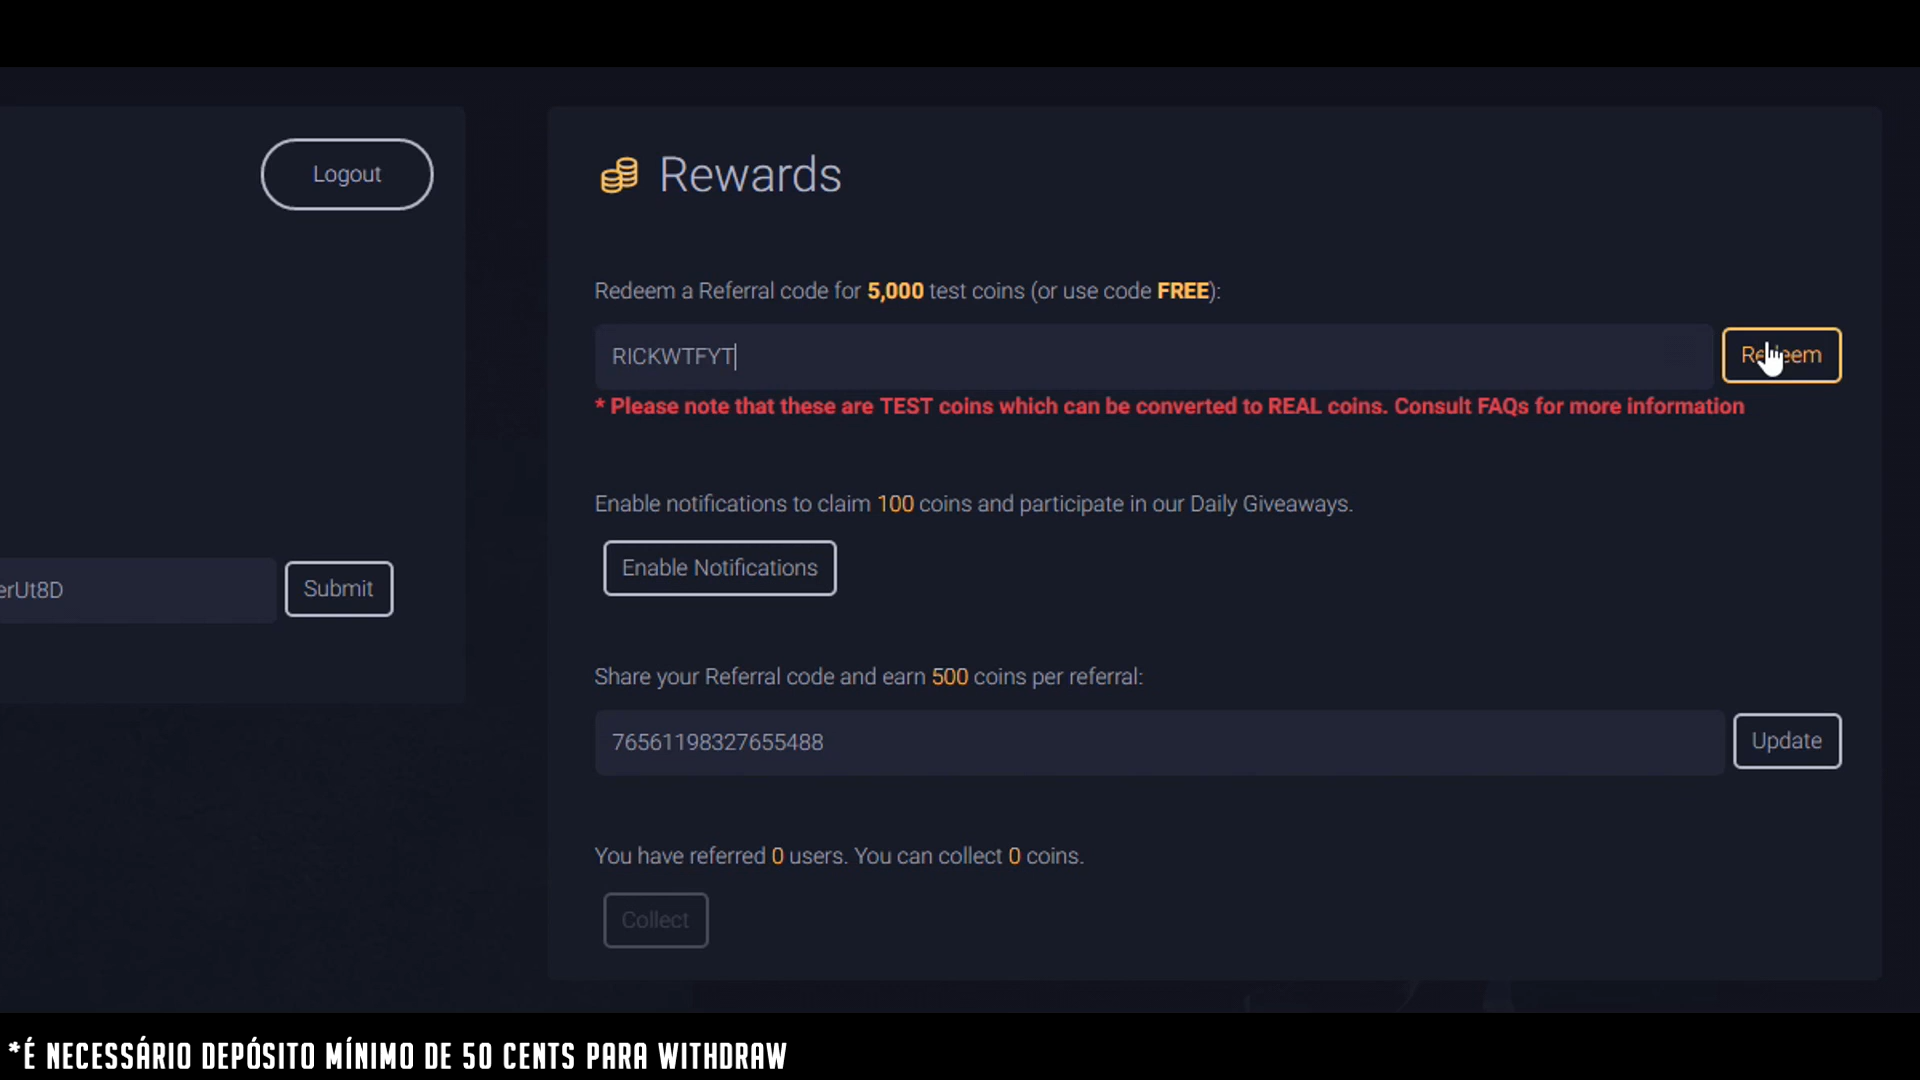 Logout
Rewards
Redeem a Referral code for 5,000 test coins (or use code FREE):
RICKWTFYT
Redeem
* Please note that these are TEST coins which can be converted to REAL coins. Consult FAQs for more information
Enable notifications to claim 100 coins and participate in our Daily Giveaways.
Enable Notifications
erUt8D
Submit
Share your Referral code and earn 500 coins per referral:
76561198327655488
Update
You have referred 0 users. You can collect 0 coins.
Collect
*É NECESSÁRIO DEPÓSITO MÍNIMO DE 50 CENTS PARA WITHDRAW